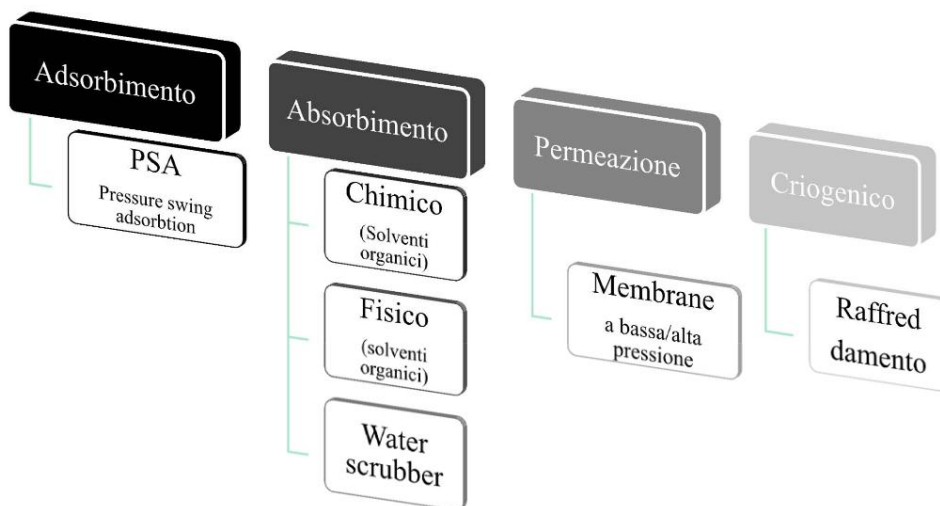 Adsorbimento
PSA
Pressure swing
adsorbtion
Absorbimento
Chimico
(Solventi
organici)
Fisico
(solventi
organici)
Water
scrubber
Permeazione
Membrane
a bassa/alta
pressione
Criogenico
Raffred
damento